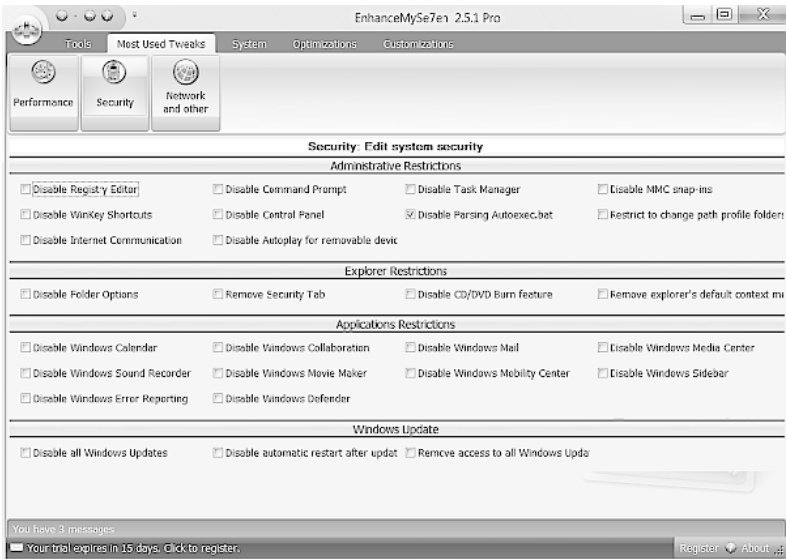 EnhanceMySe7en 2.5.1 Pro
Tools Most Used Tweaks System Optimizations Customizations
Performance Security Network and other
Security: Edit system security
Administrative Restrictions
Disable Registry Editor Disable Command Prompt Disable Task Manager Disable MMC snap-ins
Disable WinKey Shortcuts Disable Control Panel Disable Parsing Autoexec.bat Restrict to change path profile folders
Disable Internet Communication Disable Autoplay for removable devic
Explorer Restrictions
Disable Folder Options Remove Security Tab Disable CD/DVD Burn feature Remove explorer's default context me
Applications Restrictions
Disable Windows Calendar Disable Windows Collaboration Disable Windows Mail Disable Windows Media Center
Disable Windows Sound Recorder Disable Windows Movie Maker Disable Windows Mobility Center Disable Windows Sidebar
Disable Windows Error Reporting Disable Windows Defender
Windows Update
Disable all Windows Updates Disable automatic restart after updat Remove access to all Windows Upda
You have 3 messages
Your trial expires in 15 days. Click to register. Register About